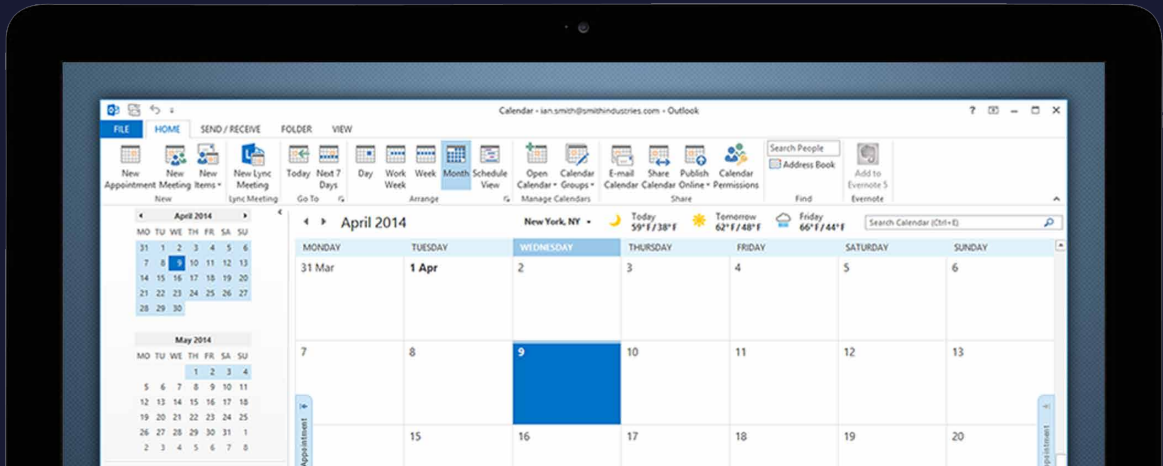 Calendar - ian.smith@smithindustries.com - Outlook
FILE HOME SEND / RECEIVE FOLDER VIEW
New Appointment
New Meeting
New Items
New Lync Meeting
Today
Next 7 Days
Day
Work Week
Week
Month
Schedule View
Open Calendar
Calendar Groups
E-mail Calendar
Share Calendar
Publish Online
Calendar Permissions
Search People
Address Book
Add to Evernote 5
New Lync Meeting Go To Arrange Manage Calendars Share Find Evernote
April 2014
MO TU WE TH FR SA SU
31 1 2 3 4 5 6
7 8 9 10 11 12 13
14 15 16 17 18 19 20
21 22 23 24 25 26 27
28 29 30
May 2014
MO TU WE TH FR SA SU
1 2 3 4
5 6 7 8 9 10 11
12 13 14 15 16 17 18
19 20 21 22 23 24 25
26 27 28 29 30 31 1
2 3 4 5 6 7 8
April 2014
New York, NY
Today
59°F/38°F
Tomorrow
62°F/48°F
Friday
66°F/44°F
Search Calendar (Ctrl+E)
MONDAY TUESDAY WEDNESDAY THURSDAY FRIDAY SATURDAY SUNDAY
31 Mar 1 Apr 2 3 4 5 6
7 8 9 10 11 12 13
15 16 17 18 19 20
Appointment